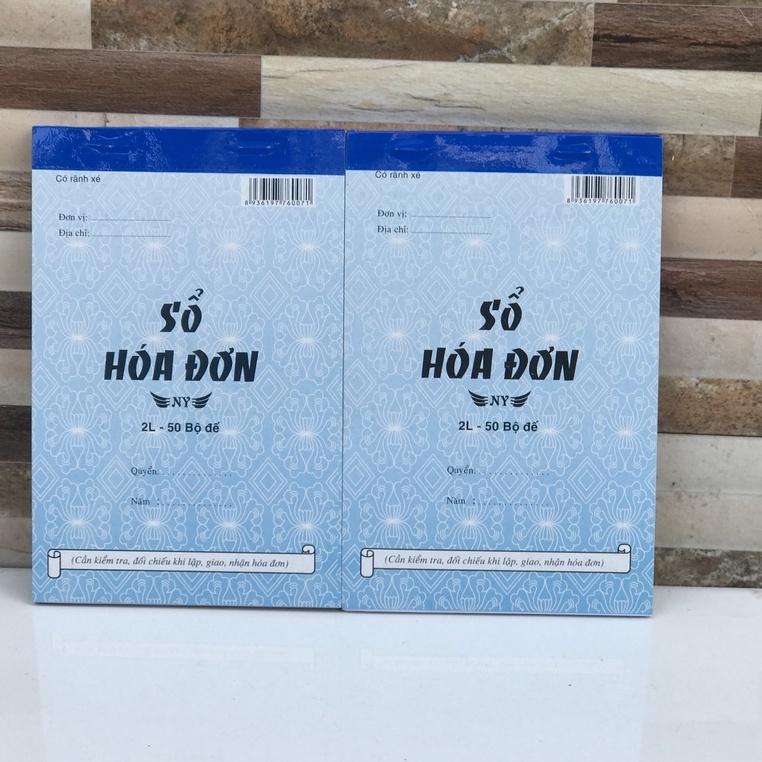 Có rãnh xé
8936197760071
Đơn vị:
Địa chỉ:
SỔ
HÓA ĐƠN
NY
2L - 50 Bộ đế
Quyển:
Năm :
(Cần kiểm tra, đối chiếu khi lập, giao, nhận hóa đơn)
Có rãnh xé
8936197760071
Đơn vị:
Địa chỉ:
SỔ
HÓA ĐƠN
NY
2L - 50 Bộ đế
Quyển:
Năm :
(Cần kiểm tra, đối chiếu khi lập, giao, nhận hóa đơn)